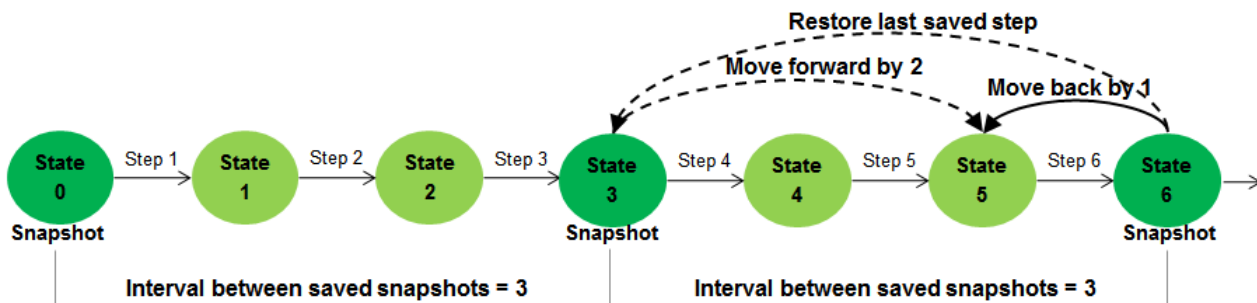 Restore last saved step
Move forward by 2
Move back by 1
State 0
Step 1
State 1
Step 2
State 2
Step 3
State 3
Step 4
State 4
Step 5
State 5
Step 6
State 6
Snapshot
Snapshot
Snapshot
Interval between saved snapshots = 3
Interval between saved snapshots = 3